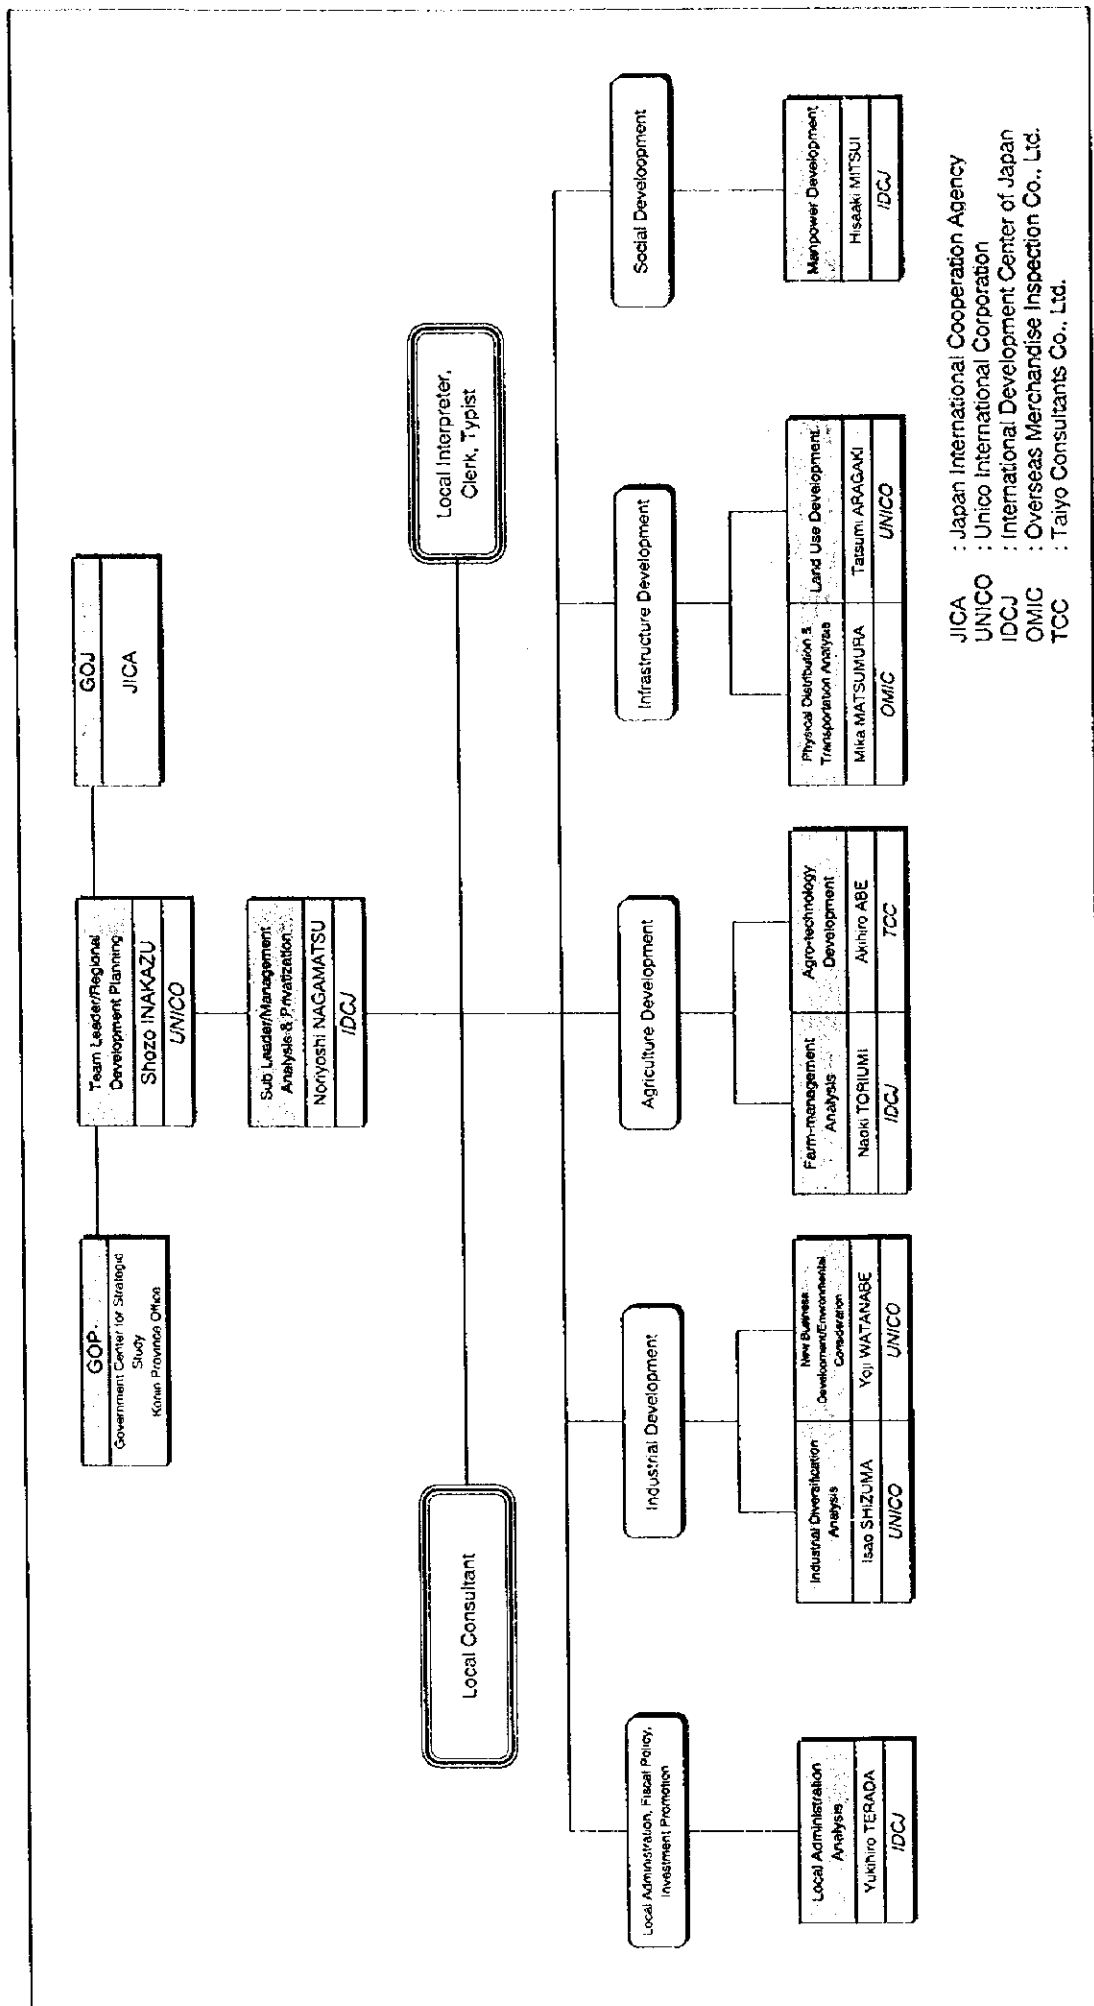 GOP
Government Center for Strategic
Study
Konin Province Office
Team Leader/Regional
Development Planning
Shozo INAKAZU
UNICO
GOJ
JICA
Sub Leader/Management
Analysis & Privatization
Noriyoshi NAGAMATSU
IDCJ
Local Consultant
Local Interpreter,
Clerk, Typist
Local Administration, Fiscal Policy,
Investment Promotion
Industrial Development
Agriculture Development
Infrastructure Development
Social Develoopment
Local Administration
Analysis
Yukihiro TERADA
IDCJ
Industrial Diversification
Analysis
Isao SHIZUMA
UNICO
New Business
Development/Environmental
Consideration
Yoji WATANABE
UNICO
Farm-management
Analysis
Naoki TORIUMI
IDCJ
Agro-technology
Development
Akihiro ABE
TCC
Physical Distribution &
Transportation Analysis
Mika MATSUMURA
OMIC
Land Use Development
Tatsumi ARAGAKI
UNICO
Manpower Development
Hisaaki MITSUI
IDCJ
JICA : Japan International Cooperation Agency
UNICO : Unico International Corporation
IDCJ : International Development Center of Japan
OMIC : Overseas Merchandise Inspection Co., Ltd.
TCC : Taiyo Consultants Co., Ltd.